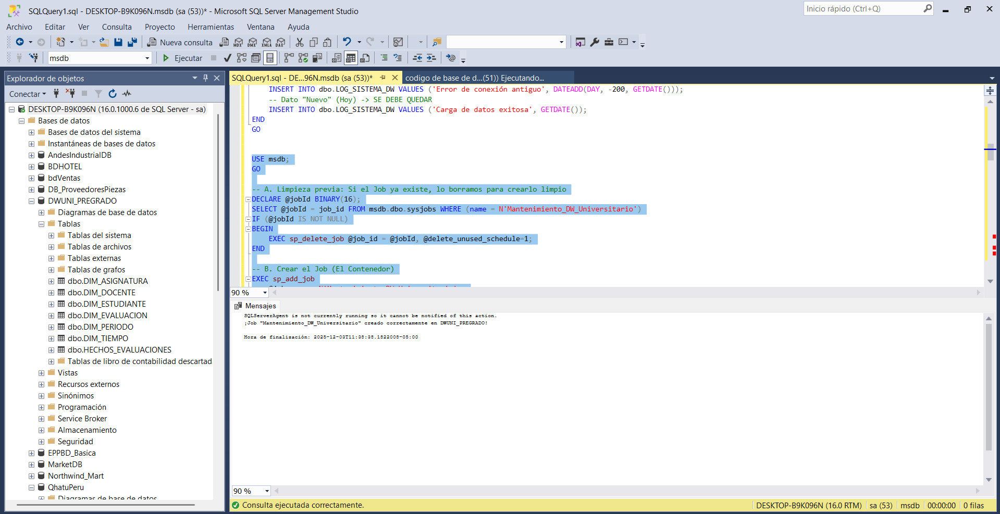 SQLQuery1.sql - DESKTOP-B9K096N.msdb (sa (53))* - Microsoft SQL Server Management Studio
Inicio rápido (Ctrl+Q)
Archivo Editar Ver Consulta Proyecto Herramientas Ventana Ayuda
Nueva consulta MDX DMX XMLA DAX
msdb Ejecutar
Explorador de objetos
Conectar
DESKTOP-B9K096N (16.0.1000.6 de SQL Server - sa)
Bases de datos
Bases de datos del sistema
Instantáneas de bases de datos
AndesIndustrialDB
BDHOTEL
bdVentas
DB_ProveedoresPiezas
DWUNI_PREGRADO
Diagramas de base de datos
Tablas
Tablas del sistema
Tablas de archivos
Tablas externas
Tablas de grafos
dbo.DIM_ASIGNATURA
dbo.DIM_DOCENTE
dbo.DIM_ESTUDIANTE
dbo.DIM_EVALUACION
dbo.DIM_PERIODO
dbo.DIM_TIEMPO
dbo.HECHOS_EVALUACIONES
Tablas de libro de contabilidad descartad
Vistas
Recursos externos
Sinónimos
Programación
Service Broker
Almacenamiento
Seguridad
EPPBD_Basica
MarketDB
Northwind_Mart
QhatuPeru
Diagramas de base de datos
SQLQuery1.sql - DE...96N.msdb (sa (53))* codigo de base de d...(51)) Ejecutando...
INSERT INTO dbo.LOG_SISTEMA_DW VALUES ('Error de conexión antiguo', DATEADD(DAY, -200, GETDATE()));
-- Dato "Nuevo" (Hoy) -> SE DEBE QUEDAR
INSERT INTO dbo.LOG_SISTEMA_DW VALUES ('Carga de datos exitosa', GETDATE());
END
GO
USE msdb;
GO
-- A. Limpieza previa: Si el Job ya existe, lo borramos para crearlo limpio
DECLARE @jobId BINARY(16);
SELECT @jobId = job_id FROM msdb.dbo.sysjobs WHERE (name = N'Mantenimiento_DW_Universitario')
IF (@jobId IS NOT NULL)
BEGIN
EXEC sp_delete_job @job_id = @jobId, @delete_unused_schedule=1;
END
-- B. Crear el Job (El Contenedor)
EXEC sp_add_job
90 %
Mensajes
SQLServerAgent is not currently running so it cannot be notified of this action.
¡Job "Mantenimiento_DW_Universitario" creado correctamente en DWUNI_PREGRADO!
Hora de finalización: 2025-12-03T11:38:38.1822008-05:00
90 %
Consulta ejecutada correctamente. DESKTOP-B9K096N (16.0 RTM) sa (53) msdb 00:00:00 0 filas